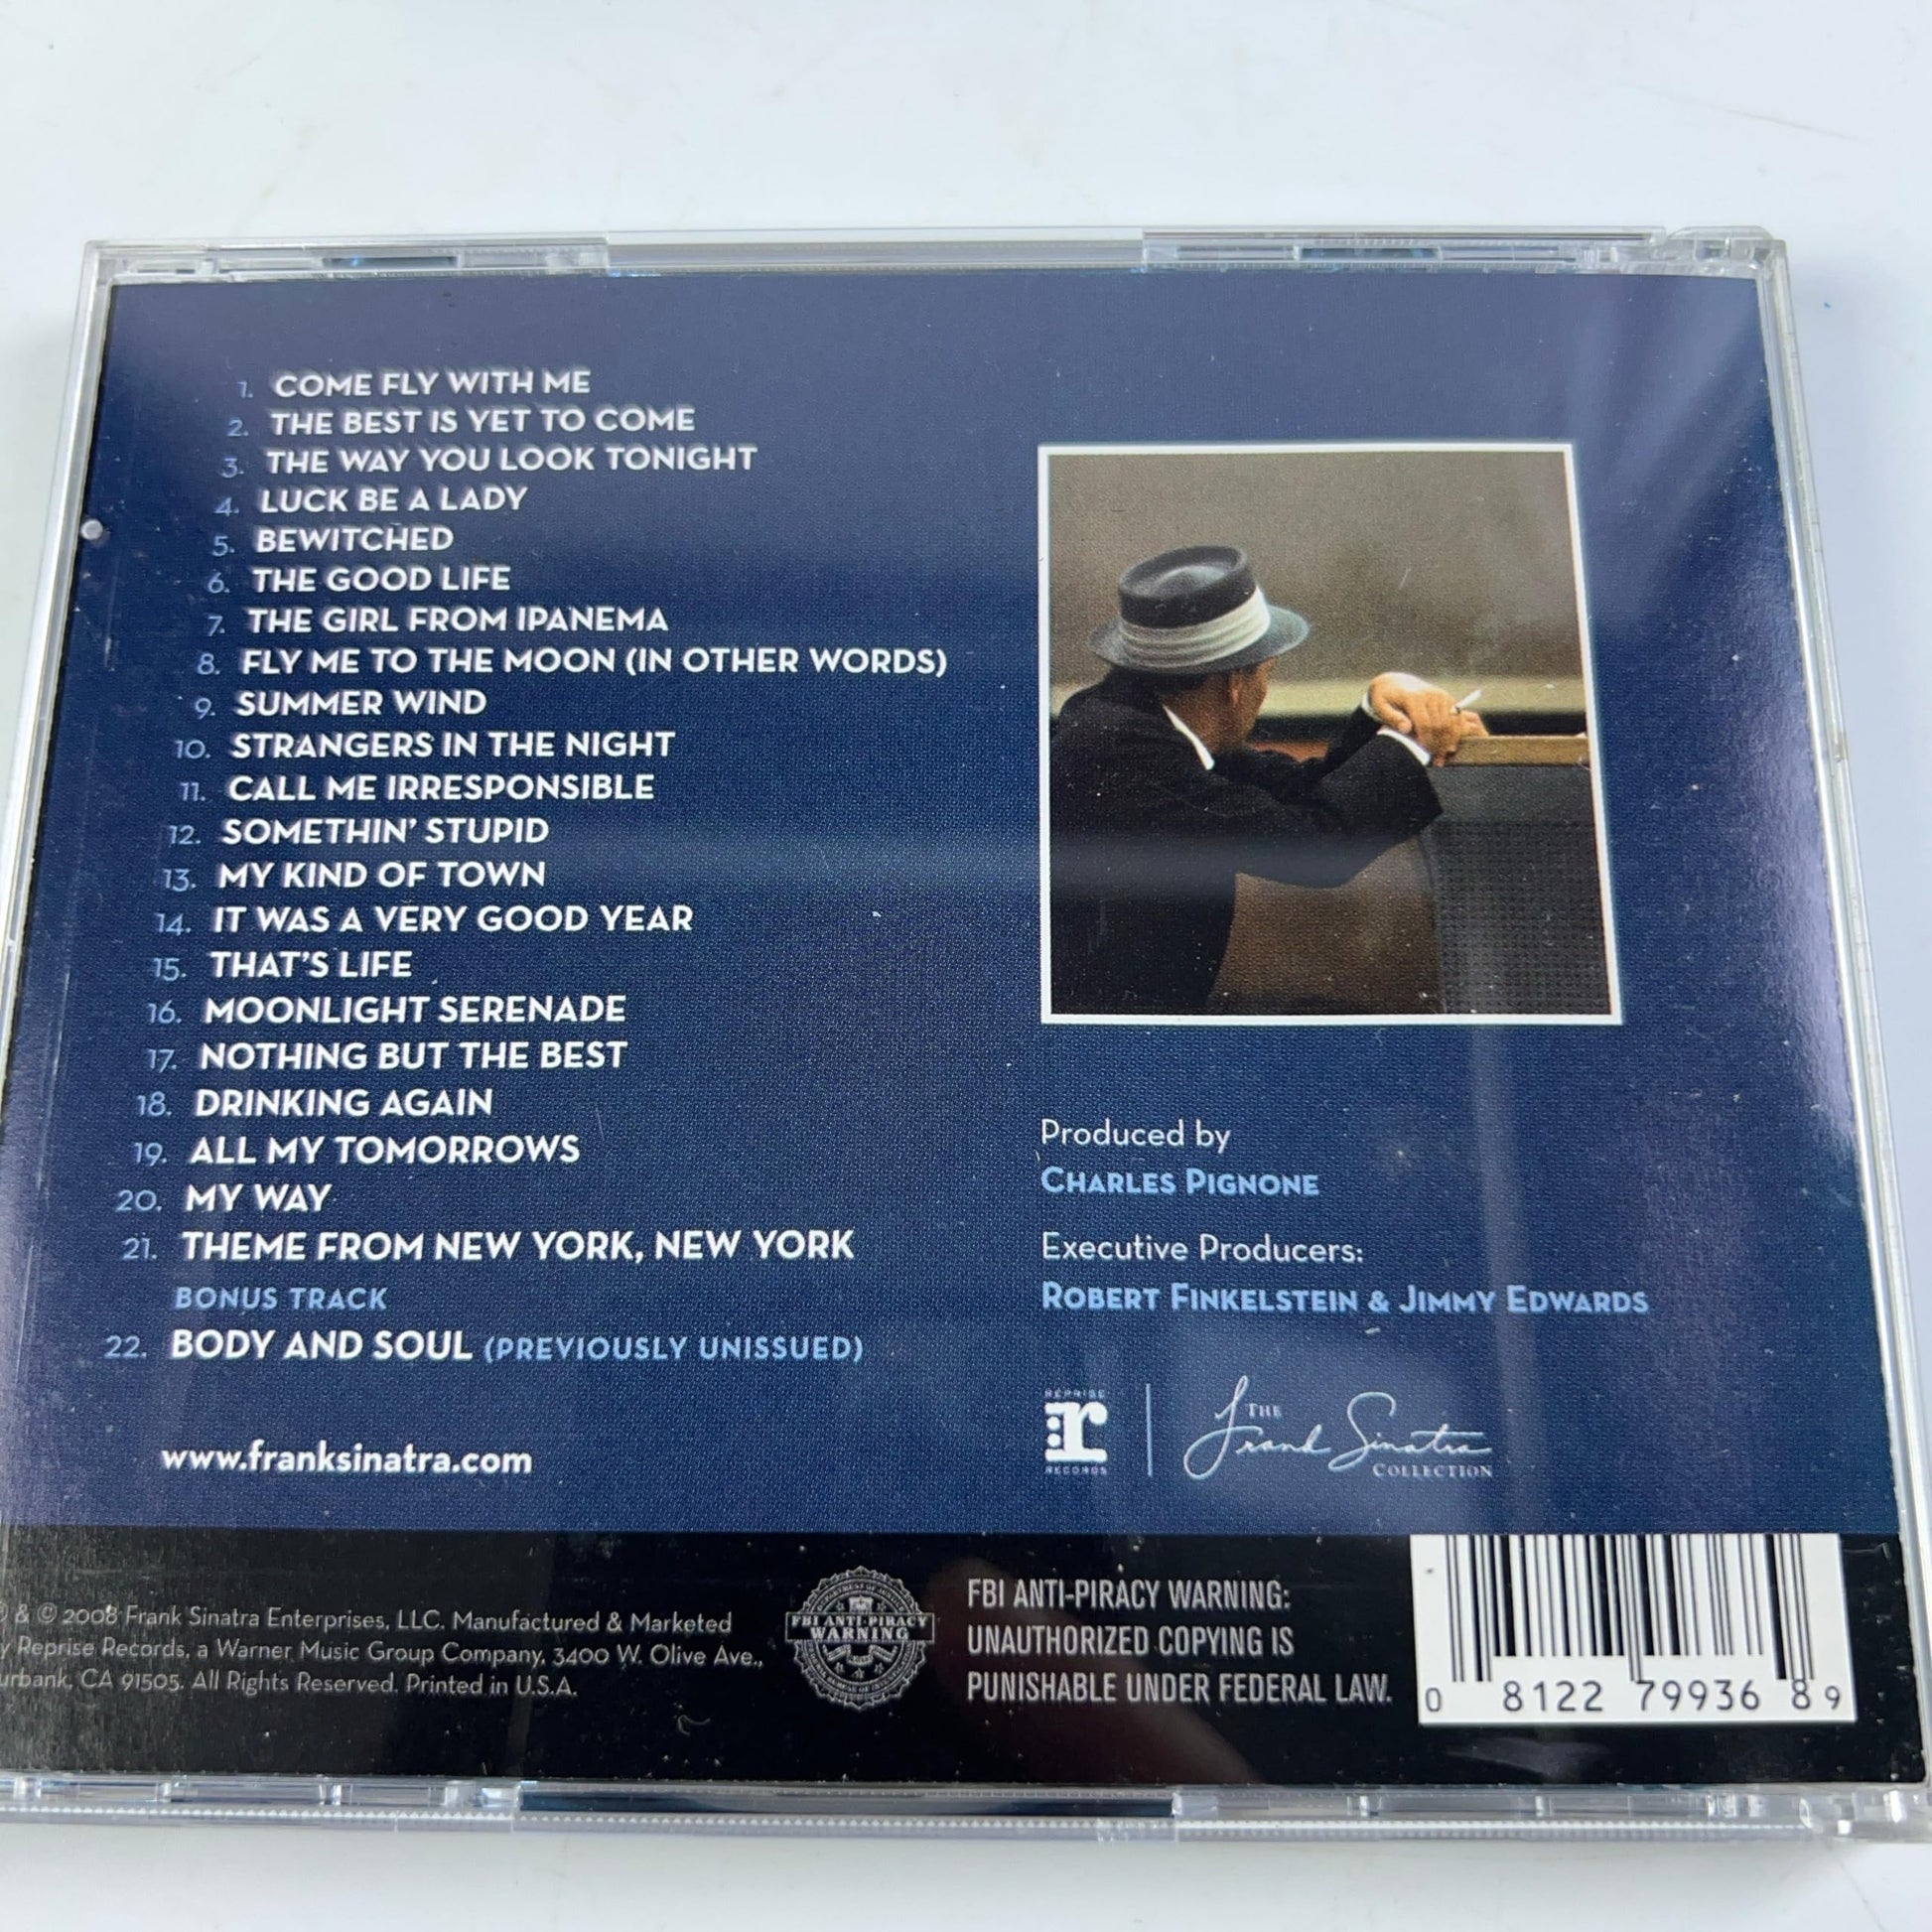 1. COME FLY WITH ME
2. THE BEST IS YET TO COME
3. THE WAY YOU LOOK TONIGHT
4. LUCK BE A LADY
5. BEWITCHED
6. THE GOOD LIFE
7. THE GIRL FROM IPANEMA
8. FLY ME TO THE MOON (IN OTHER WORDS)
9. SUMMER WIND
10. STRANGERS IN THE NIGHT
11. CALL ME IRRESPONSIBLE
12. SOMETHIN' STUPID
13. MY KIND OF TOWN
14. IT WAS A VERY GOOD YEAR
15. THAT'S LIFE
16. MOONLIGHT SERENADE
17. NOTHING BUT THE BEST
18. DRINKING AGAIN
19. ALL MY TOMORROWS
20. MY WAY
21. THEME FROM NEW YORK, NEW YORK
BONUS TRACK
22. BODY AND SOUL (PREVIOUSLY UNISSUED)
www.franksinatra.com
Produced by
CHARLES PIGNONE
Executive Producers:
ROBERT FINKELSTEIN & JIMMY EDWARDS
REPRISE
r
RECORDS
THE
Frank Sinatra
COLLECTION
& © 2008 Frank Sinatra Enterprises, LLC. Manufactured & Marketed
y Reprise Records, a Warner Music Group Company, 3400 W. Olive Ave.,
urbank, CA 91505. All Rights Reserved. Printed in U.S.A.
FBI ANTI-PIRACY
WARNING
FBI ANTI-PIRACY WARNING:
UNAUTHORIZED COPYING IS
PUNISHABLE UNDER FEDERAL LAW.
0 8122 79936 8 9